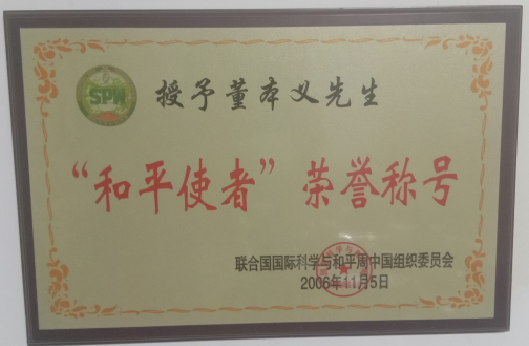 SPW
授予董本义先生
“和平使者”荣誉称号
联合国国际科学与和平周中国组织委员会
2006年11月5日